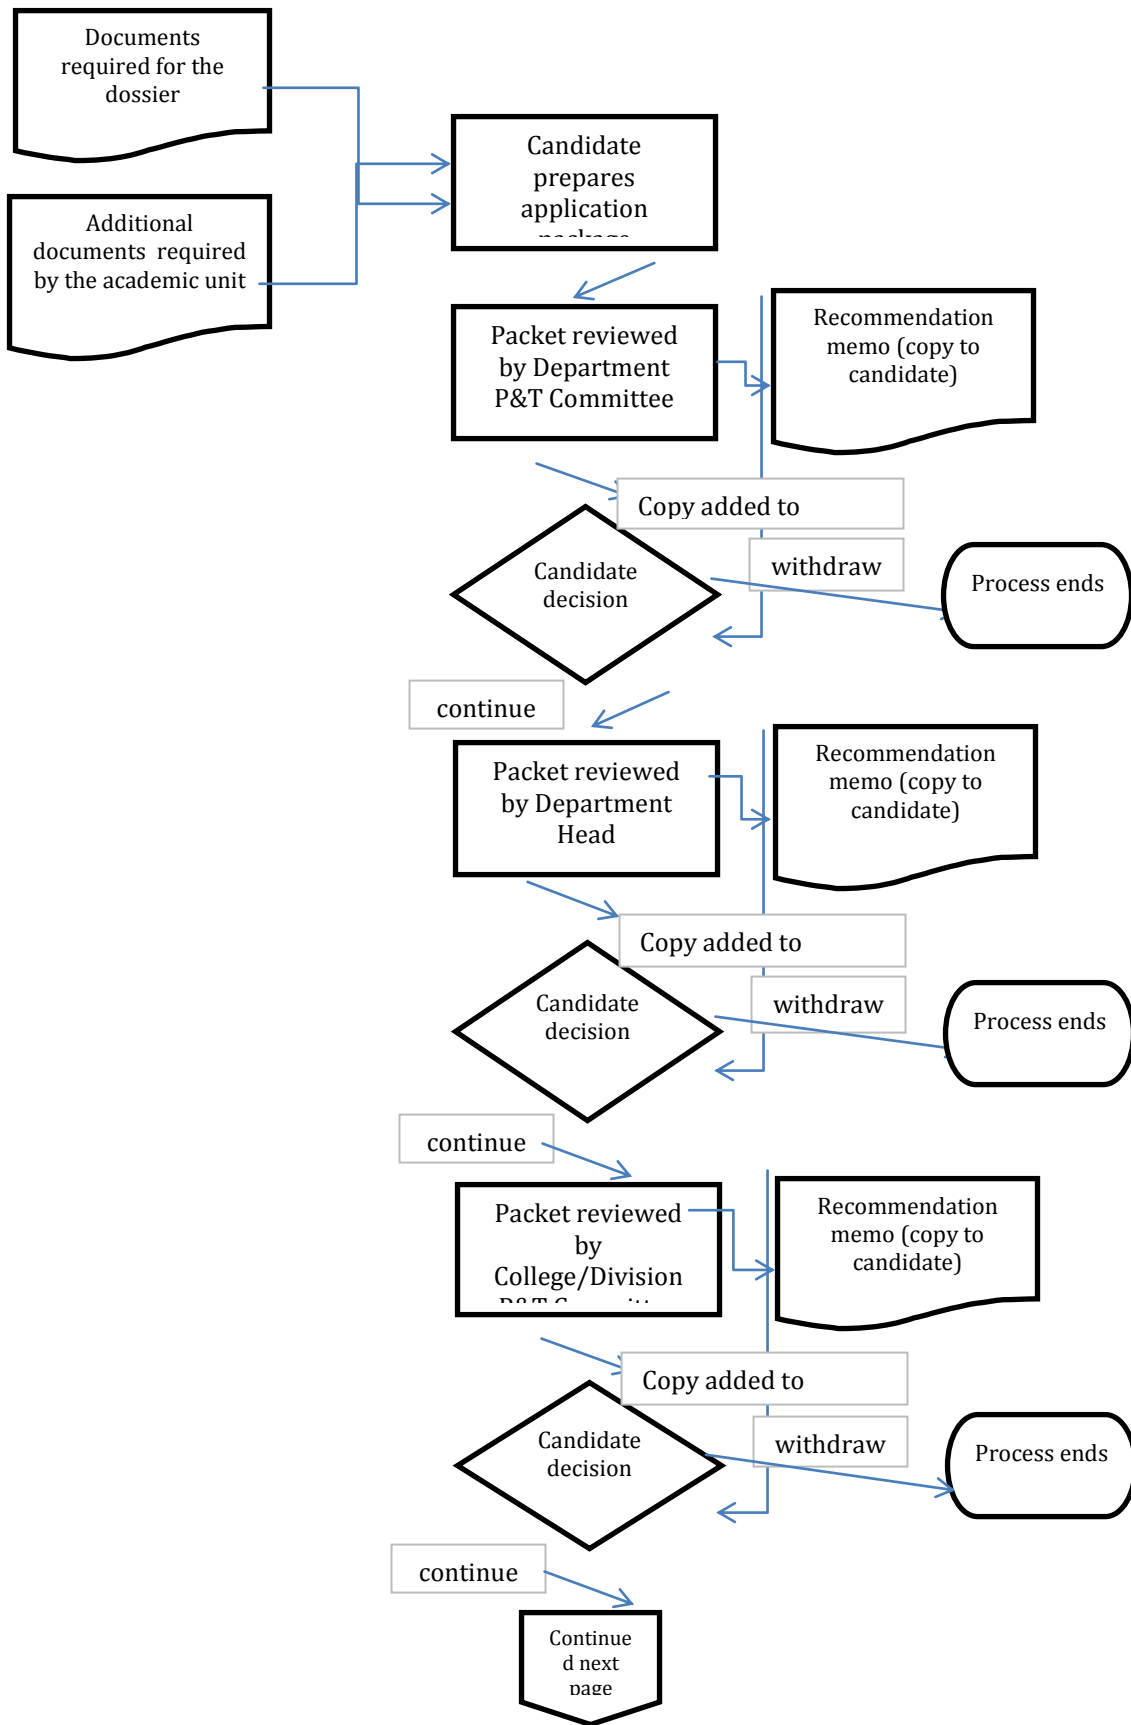 Documents
required for the
dossier
Additional
documents  required
by the academic unit
Candidate
prepares
application
package
Packet reviewed
by Department
P&T Committee
Recommendation
memo (copy to
candidate)
Copy added to
Candidate
decision
withdraw
Process ends
continue
Packet reviewed
by Department
Head
Recommendation
memo (copy to
candidate)
Copy added to
Candidate
decision
withdraw
Process ends
continue
Packet reviewed
by
College/Division
P&T Committee
Recommendation
memo (copy to
candidate)
Copy added to
Candidate
decision
withdraw
Process ends
continue
Continue
d next
page